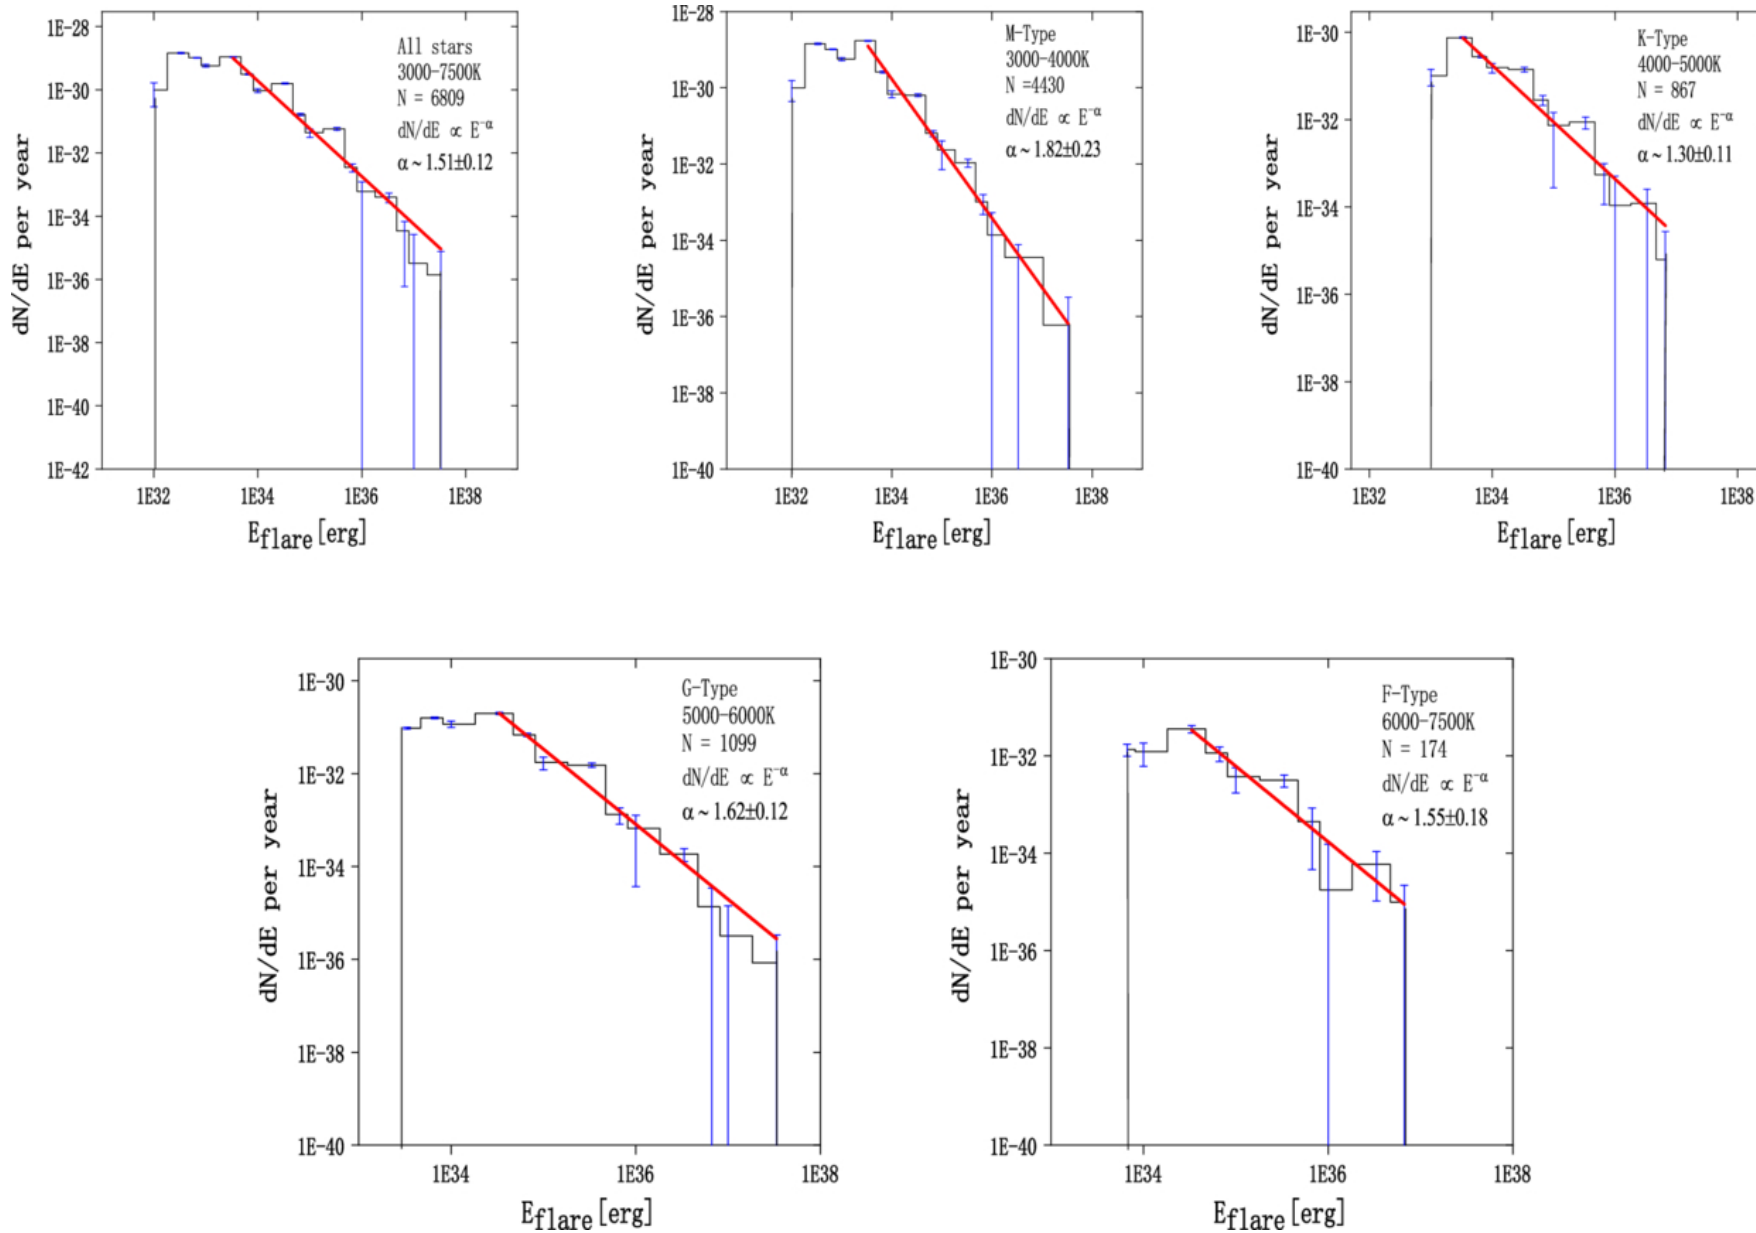 All stars
3000-7500K
N = 6809
dN/dE ∝ E^-α
α ~ 1.51±0.12
dN/dE per year
1E-28
1E-30
1E-32
1E-34
1E-36
1E-38
1E-40
1E-42
1E32 1E34 1E36 1E38
Eflare[erg]
M-Type
3000-4000K
N =4430
dN/dE ∝ E^-α
α ~ 1.82±0.23
dN/dE per year
1E-28
1E-30
1E-32
1E-34
1E-36
1E-38
1E-40
1E32 1E34 1E36 1E38
Eflare[erg]
K-Type
4000-5000K
N = 867
dN/dE ∝ E^-α
α ~ 1.30±0.11
dN/dE per year
1E-30
1E-32
1E-34
1E-36
1E-38
1E-40
1E32 1E34 1E36 1E38
Eflare[erg]
G-Type
5000-6000K
N = 1099
dN/dE ∝ E^-α
α ~ 1.62±0.12
dN/dE per year
1E-30
1E-32
1E-34
1E-36
1E-38
1E-40
1E34 1E36 1E38
Eflare[erg]
F-Type
6000-7500K
N = 174
dN/dE ∝ E^-α
α ~ 1.55±0.18
dN/dE per year
1E-30
1E-32
1E-34
1E-36
1E-38
1E-40
1E34 1E36 1E38
Eflare[erg]